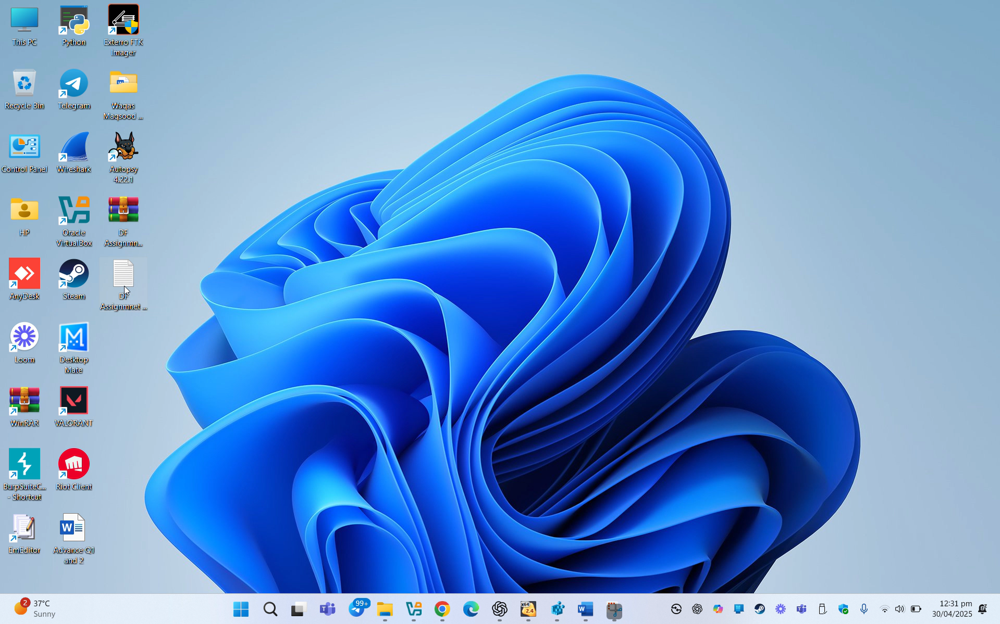 This PC
Python
Exterro FTK
Imager
Recycle Bin
Telegram
Waqas
Maqsood ...
Control Panel
Wireshark
Autopsy
4.22.1
HP
Oracle
VirtualBox
DF
Assignmn...
AnyDesk
Steam
DF
Assignmnet ...
Loom
Desktop
Mate
WinRAR
VALORANT
BurpSuiteC...
- Shortcut
Riot Client
EmEditor
W
Advance Q1
and 2
2
37°C
Sunny
99+
x64
2.4
W
12:31 pm
30/04/2025